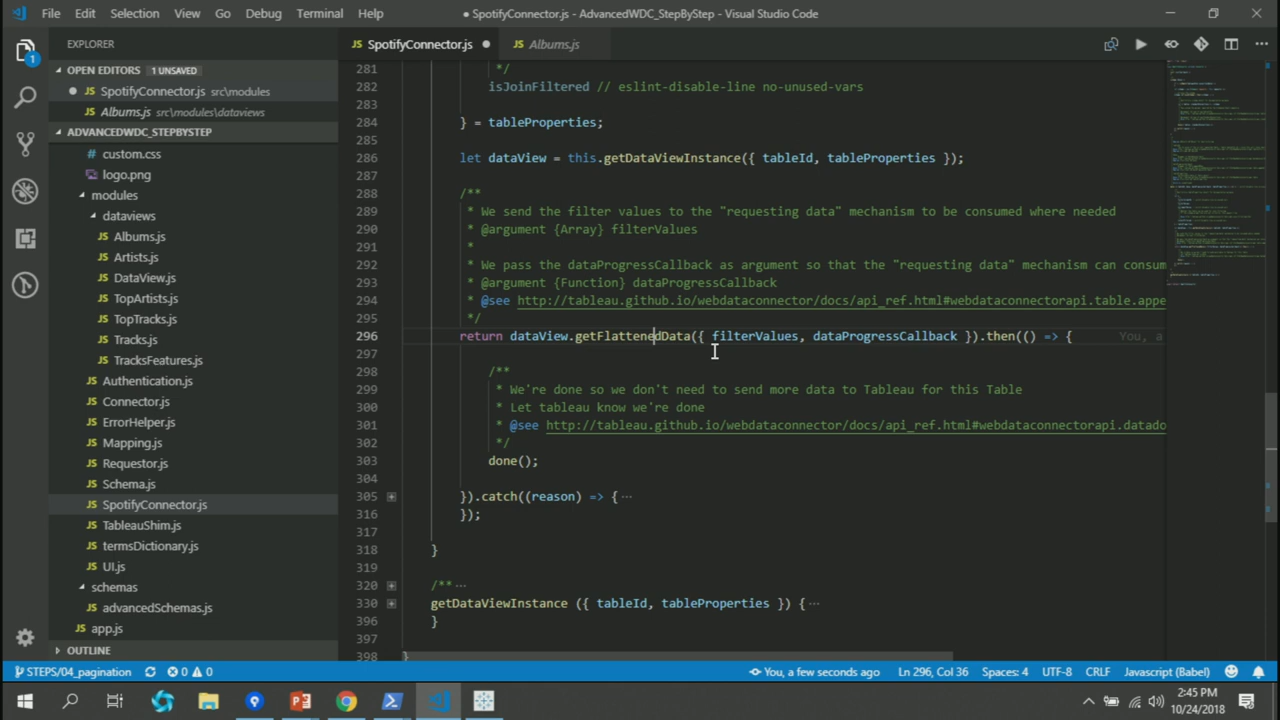 File Edit Selection View Go Debug Terminal Help
● SpotifyConnector.js - AdvancedWDC_StepByStep - Visual Studio Code
EXPLORER
OPEN EDITORS 1 UNSAVED
● JS SpotifyConnector.js src\modules
JS Albums.js src\modules\dataviews
ADVANCEDWDC_STEPBYSTEP
# custom.css
logo.png
modules
dataviews
JS Albums.js
JS Artists.js
JS DataView.js
JS TopArtists.js
JS TopTracks.js
JS Tracks.js
JS TracksFeatures.js
JS Authentication.js
JS Connector.js
JS ErrorHelper.js
JS Mapping.js
JS Requestor.js
JS Schema.js
JS SpotifyConnector.js
JS TableauShim.js
JS termsDictionary.js
JS UI.js
schemas
JS advancedSchemas.js
JS app.js
OUTLINE
JS SpotifyConnector.js ● JS Albums.js
281 */
282 isJoinFiltered // eslint-disable-line no-unused-vars
283
284 } = tableProperties;
285
286 let dataView = this.getDataViewInstance({ tableId, tableProperties });
287
288 /**
289 * We sent the filter values to the "requesting data" mechanism to be consumed where needed
290 * @argument {Array} filterValues
291 *
292 * We pass the dataProgressCallback as argument so that the "requesting data" mechanism can consum
293 * @argument {Function} dataProgressCallback
294 * @see http://tableau.github.io/webdataconnector/docs/api_ref.html#webdataconnectorapi.table.appe
295 */
296 return dataView.getFlattenedData({ filterValues, dataProgressCallback }).then(() => { You, a
297
298 /**
299 * We're done so we don't need to send more data to Tableau for this Table
300 * Let tableau know we're done
301 * @see http://tableau.github.io/webdataconnector/docs/api_ref.html#webdataconnectorapi.datado
302 */
303 done();
304
305 }).catch((reason) => { ...
316 });
317
318 }
319
320 /** ...
330 getDataViewInstance ({ tableId, tableProperties }) { ...
396 }
397
398 }
STEPS/04_pagination 0 0 You, a few seconds ago Ln 296, Col 36 Spaces: 4 UTF-8 CRLF Javascript (Babel)
2:45 PM
10/24/2018